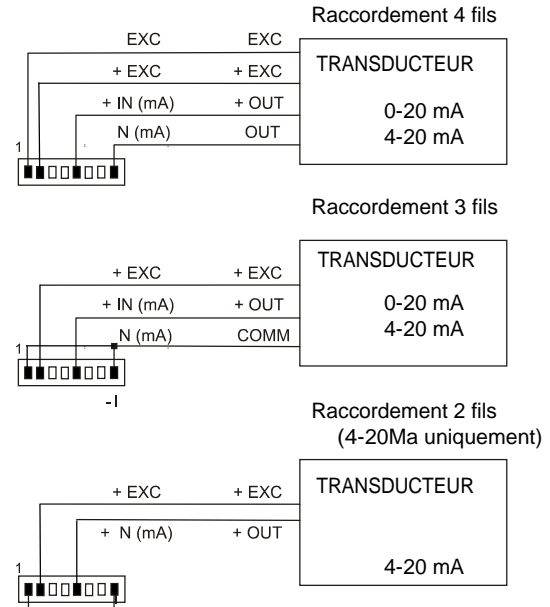 Raccordement 4 fils
EXC EXC
+ EXC + EXC
+ IN (mA) + OUT
N (mA) OUT
1
TRANSDUCTEUR
0-20 mA
4-20 mA
Raccordement 3 fils
+ EXC + EXC
+ IN (mA) + OUT
N (mA) COMM
1
-I
TRANSDUCTEUR
0-20 mA
4-20 mA
Raccordement 2 fils
(4-20Ma uniquement)
+ EXC + EXC
+ N (mA) + OUT
1
TRANSDUCTEUR
4-20 mA